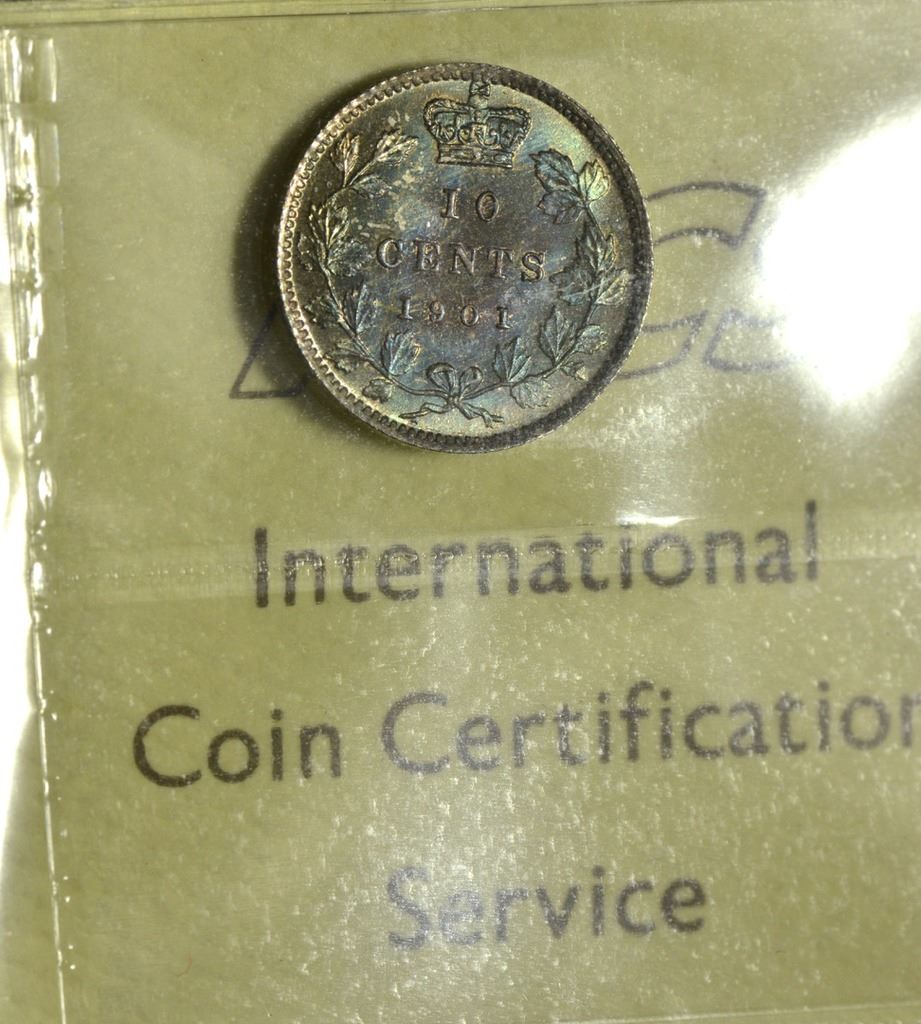 10
CENTS
1901
International
Coin Certification
Service